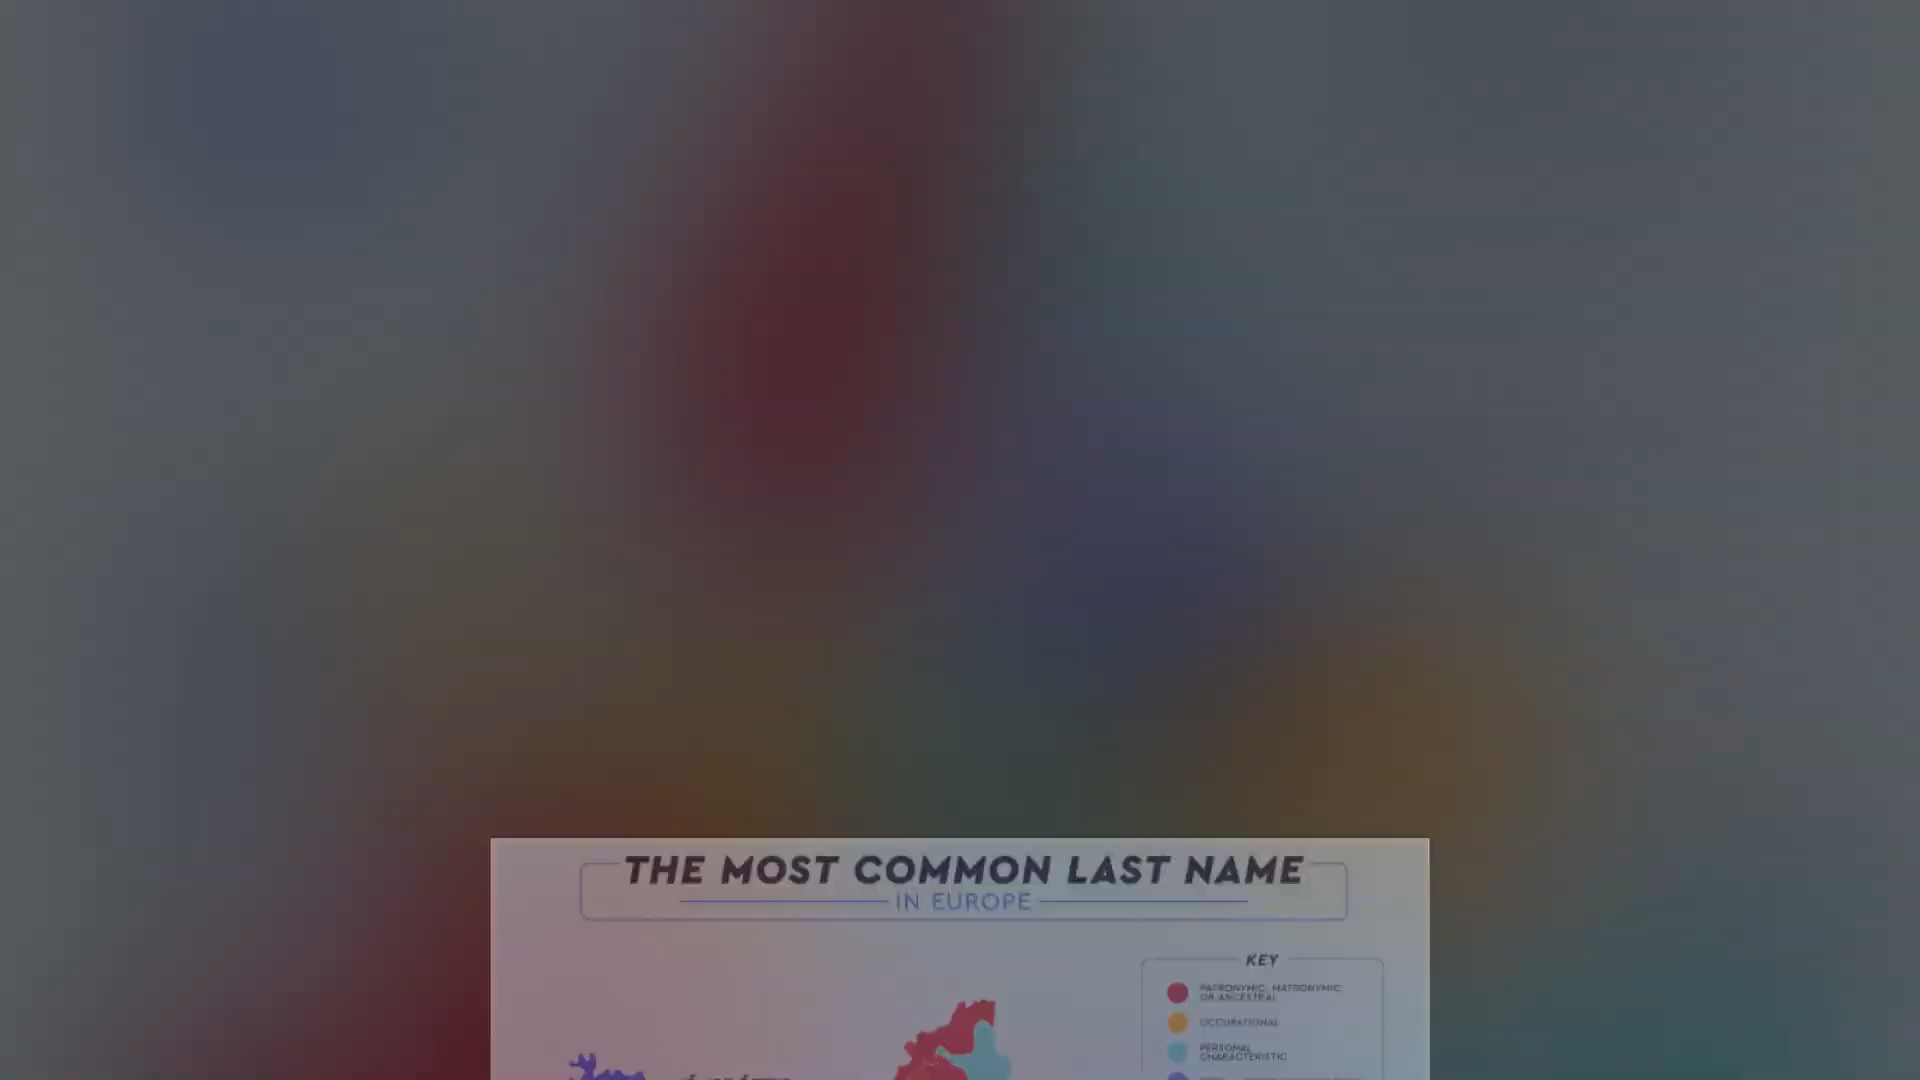 THE MOST COMMON LAST NAME
IN EUROPE
KEY
PATRONYMIC, MATRONYMIC
OR ANCESTRAL
OCCUPATIONAL
PERSONAL
CHARACTERISTIC